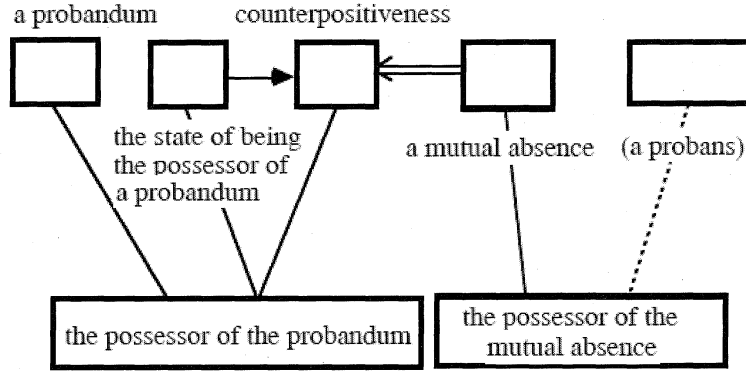 a probandum
counterpositiveness
the state of being
the possessor of
a probandum
a mutual absence
(a probans)
the possessor of the probandum
the possessor of the
mutual absence